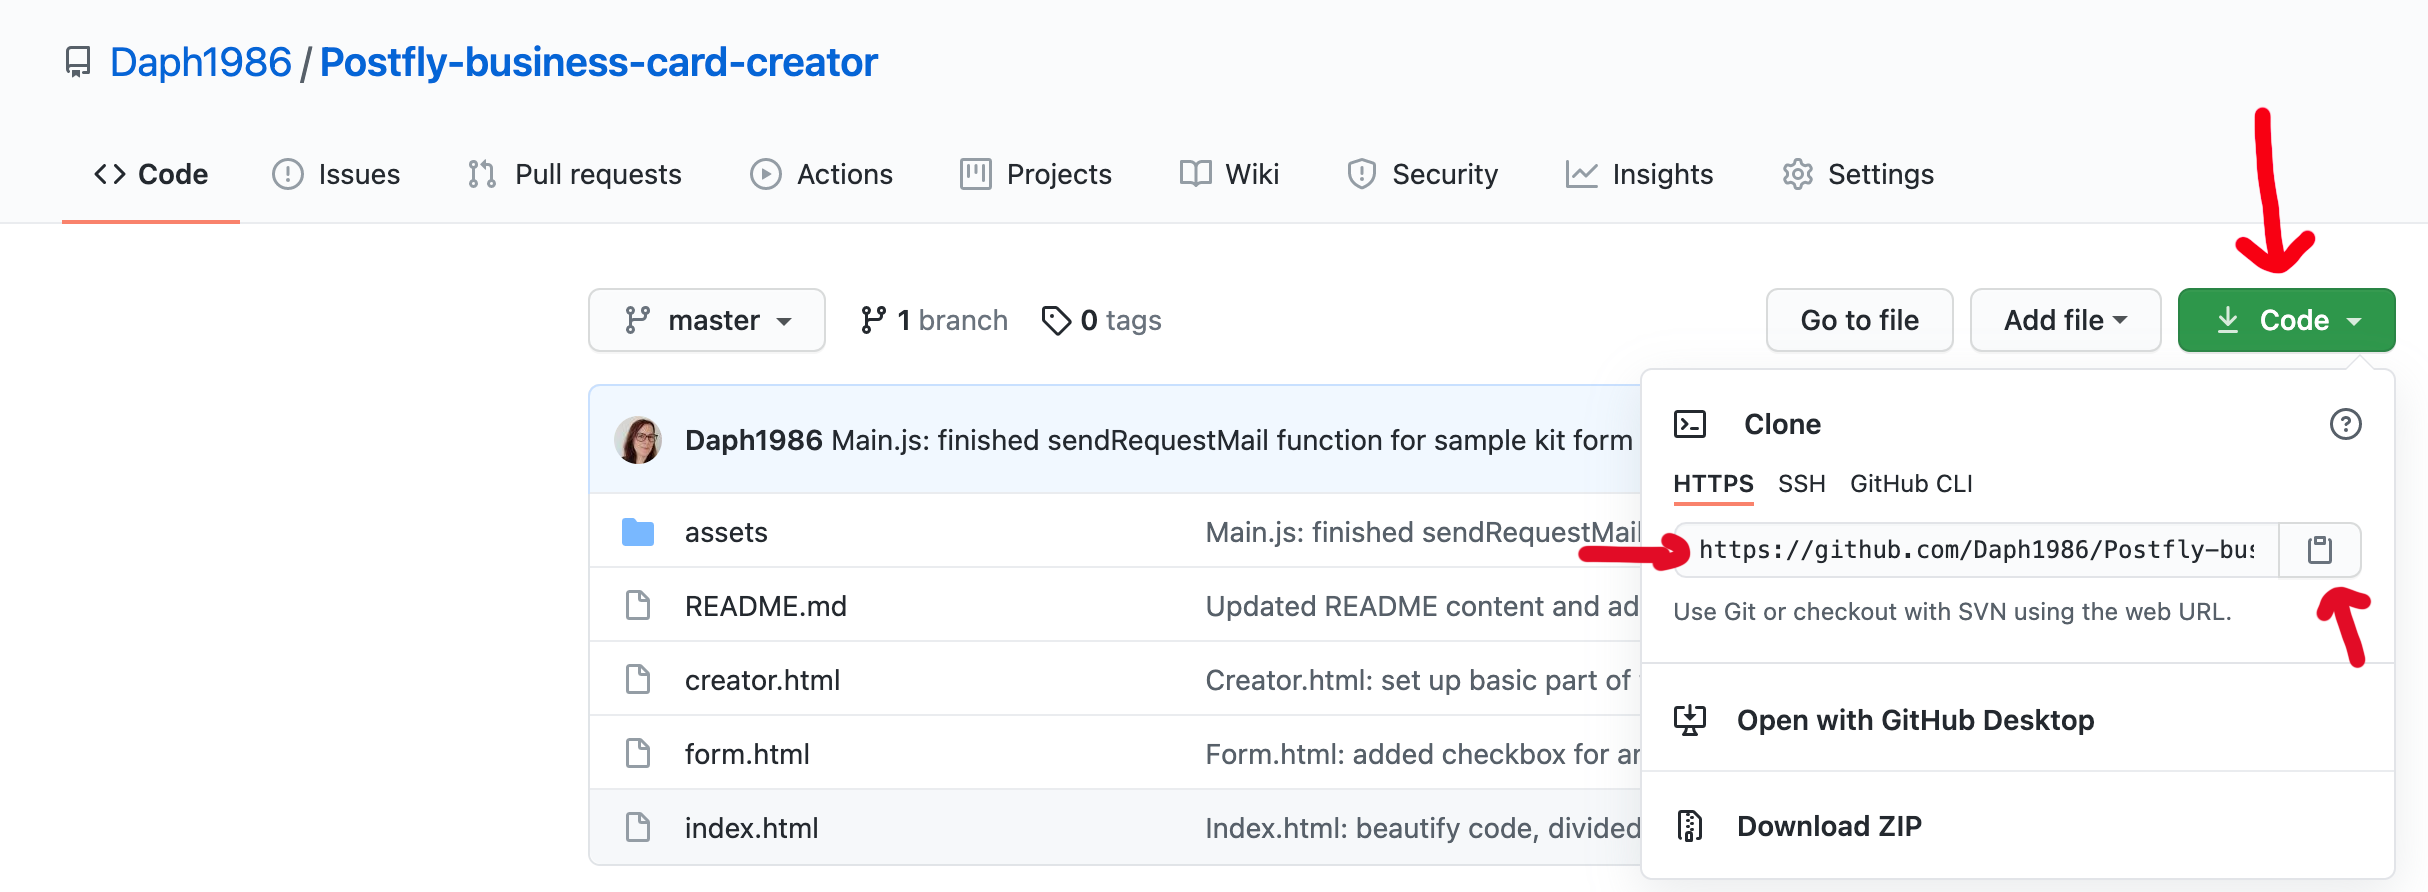 Daph1986 / Postfly-business-card-creator
Code Issues Pull requests Actions Projects Wiki Security Insights Settings
master 1 branch 0 tags Go to file Add file Code
Daph1986 Main.js: finished sendRequestMail function for sample kit form
assets Main.js: finished sendRequestMail
README.md Updated README content and ad
creator.html Creator.html: set up basic part of
form.html Form.html: added checkbox for
index.html Index.html: beautify code, divided
Clone
HTTPS SSH GitHub CLI
https://github.com/Daph1986/Postfly-bus
Use Git or checkout with SVN using the web URL.
Open with GitHub Desktop
Download ZIP